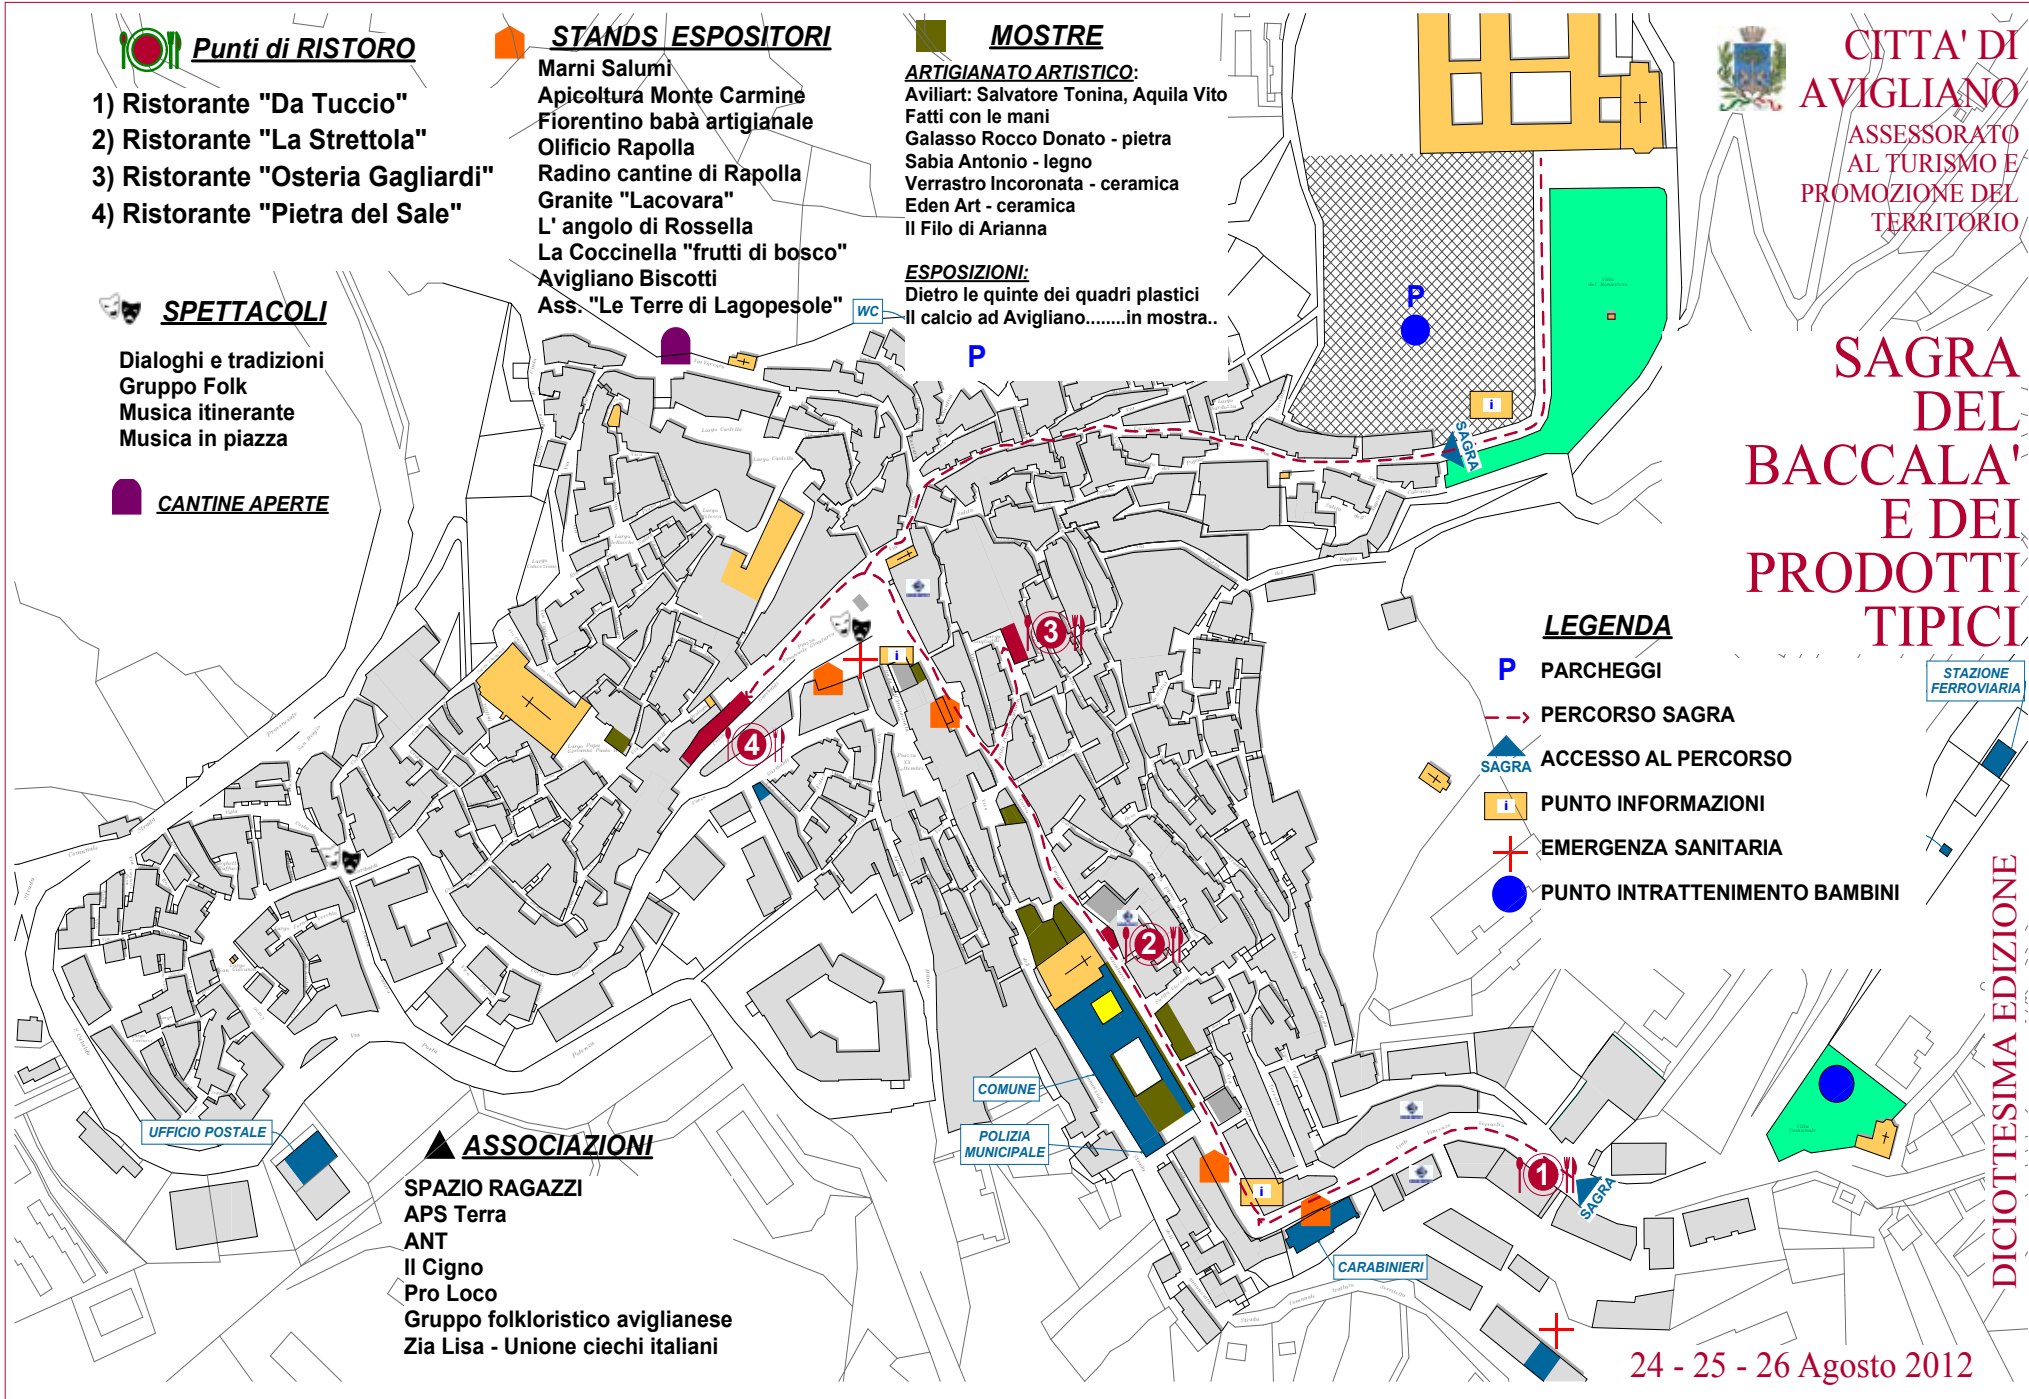 Punti di RISTORO
1) Ristorante "Da Tuccio"
2) Ristorante "La Strettola"
3) Ristorante "Osteria Gagliardi"
4) Ristorante "Pietra del Sale"
SPETTACOLI
Dialoghi e tradizioni
Gruppo Folk
Musica itinerante
Musica in piazza
CANTINE APERTE
STANDS ESPOSITORI
Marni Salumi
Apicoltura Monte Carmine
Fiorentino babà artigianale
Olificio Rapolla
Radino cantine di Rapolla
Granite "Lacovara"
L' angolo di Rossella
La Coccinella "frutti di bosco"
Avigliano Biscotti
Ass. "Le Terre di Lagopesole"
MOSTRE
ARTIGIANATO ARTISTICO:
Aviliart: Salvatore Tonina, Aquila Vito
Fatti con le mani
Galasso Rocco Donato - pietra
Sabia Antonio - legno
Verrastro Incoronata - ceramica
Eden Art - ceramica
Il Filo di Arianna
ESPOSIZIONI:
Dietro le quinte dei quadri plastici
Il calcio ad Avigliano........in mostra..
P
WC
P
i
SAGRA
CITTA' DI
AVIGLIANO
ASSESSORATO
AL TURISMO E
PROMOZIONE DEL
TERRITORIO
SAGRA
DEL
BACCALA'
E DEI
PRODOTTI
TIPICI
LEGENDA
P PARCHEGGI
PERCORSO SAGRA
SAGRA ACCESSO AL PERCORSO
i PUNTO INFORMAZIONI
EMERGENZA SANITARIA
PUNTO INTRATTENIMENTO BAMBINI
STAZIONE
FERROVIARIA
DICIOTTESIMA EDIZIONE
3
i
4
2
COMUNE
POLIZIA
MUNICIPALE
UFFICIO POSTALE
i
1
SAGRA
CARABINIERI
ASSOCIAZIONI
SPAZIO RAGAZZI
APS Terra
ANT
Il Cigno
Pro Loco
Gruppo folkloristico aviglianese
Zia Lisa - Unione ciechi italiani
24 - 25 - 26 Agosto 2012